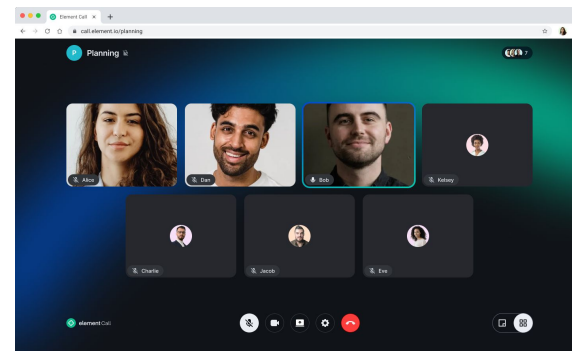 Element Call
call.element.io/planning
P Planning
7
Alice
Dan
Bob
Kelsey
Charlie
Jacob
Eve
element Call